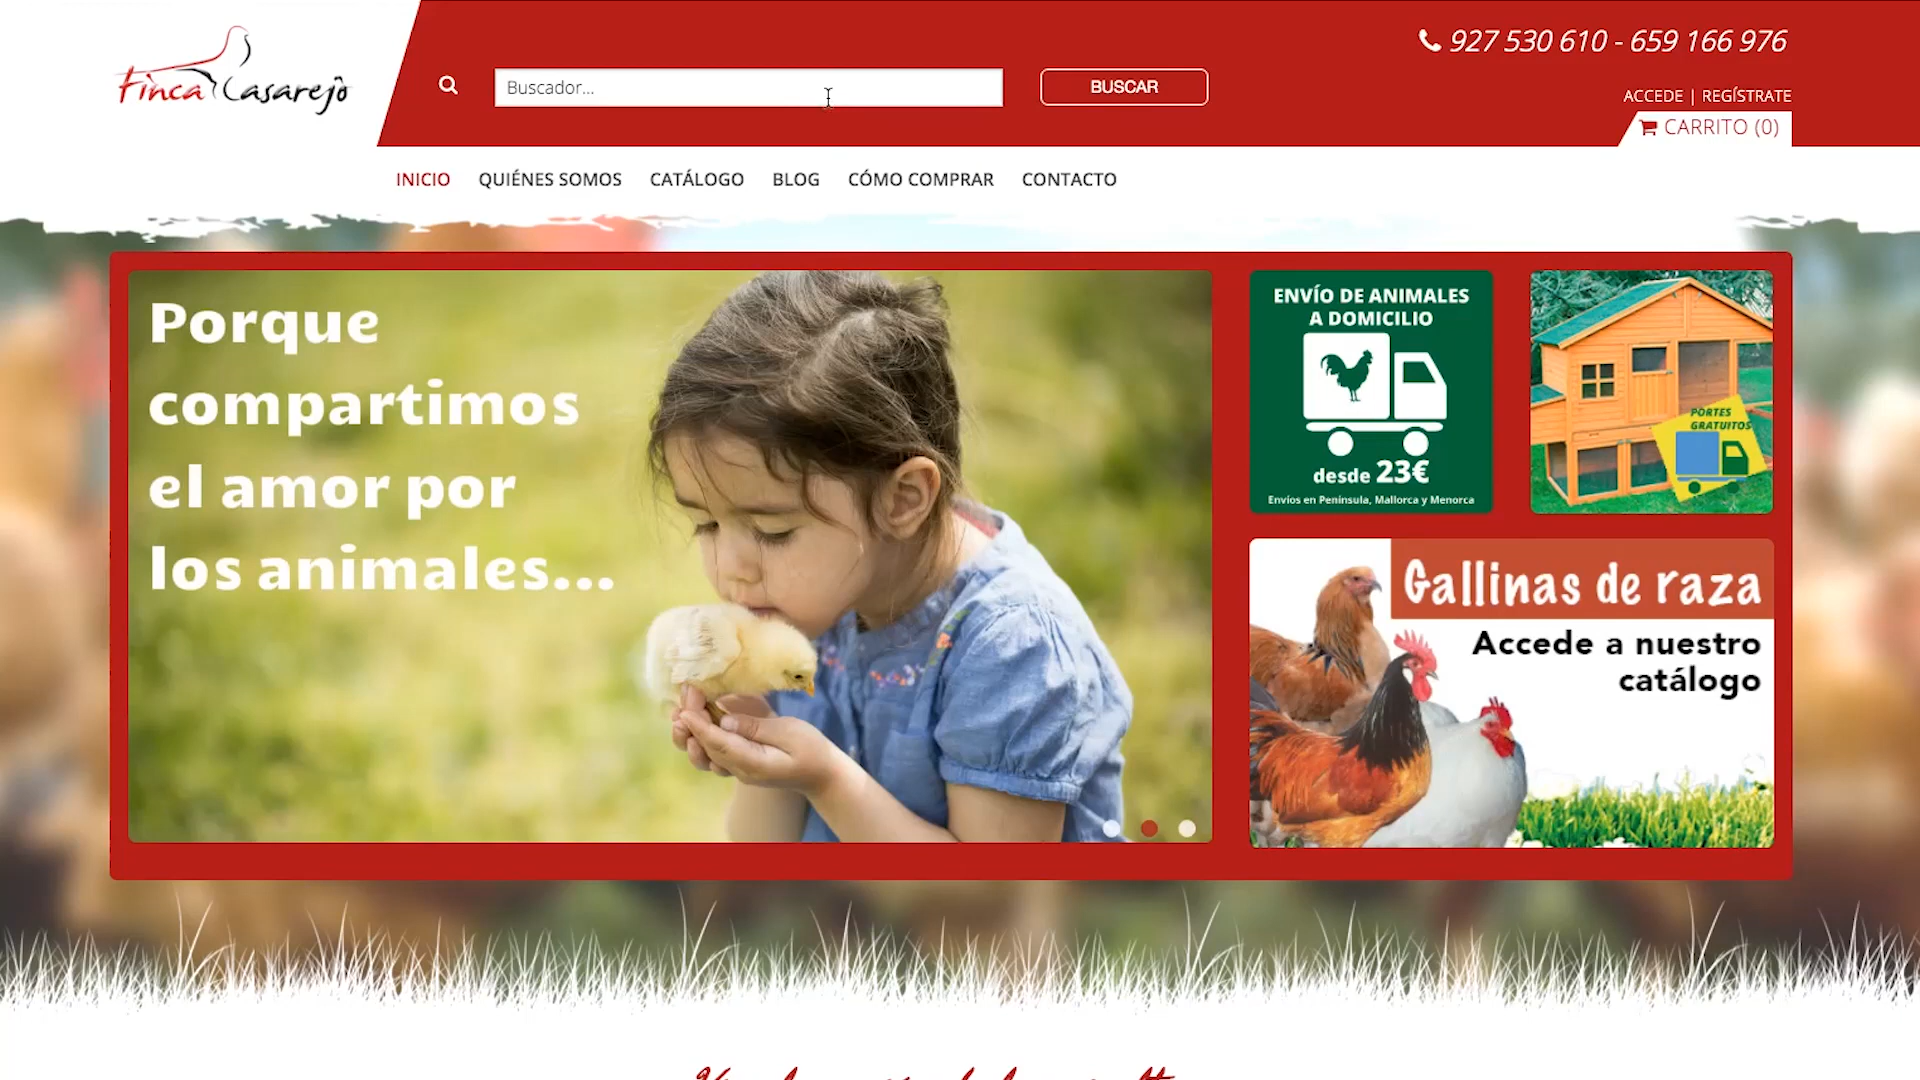 Finca Casarejo
Buscador...
BUSCAR
927 530 610 - 659 166 976
ACCEDE | REGÍSTRATE
CARRITO (0)
INICIO
QUIÉNES SOMOS
CATÁLOGO
BLOG
CÓMO COMPRAR
CONTACTO
Porque
compartimos
el amor por
los animales...
ENVÍO DE ANIMALES
A DOMICILIO
desde 23€
Envíos en Península, Mallorca y Menorca
PORTES
GRATUITOS
Gallinas de raza
Accede a nuestro
catálogo